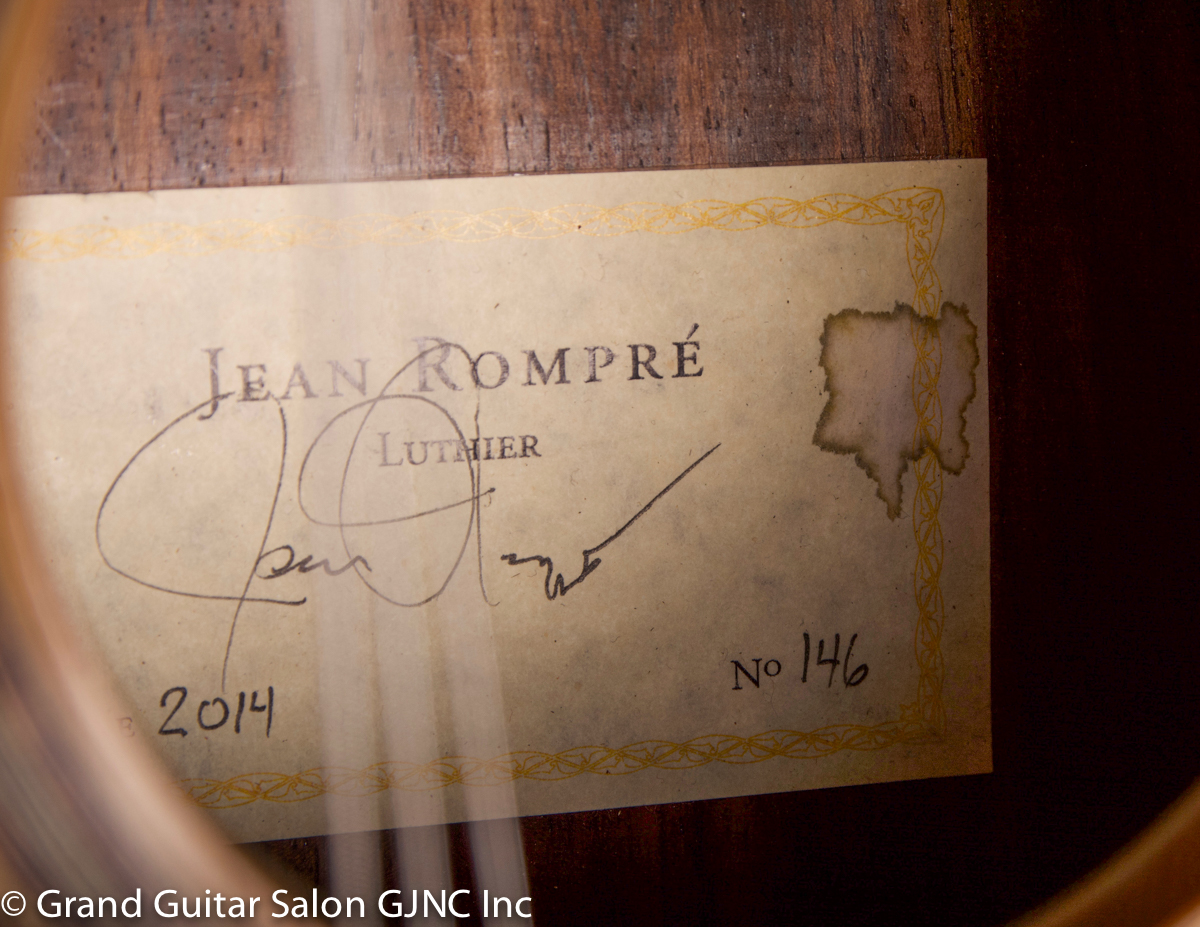 JEAN ROMPRÉ
LUTHIER
E 2014
No 146
© Grand Guitar Salon GJNC Inc